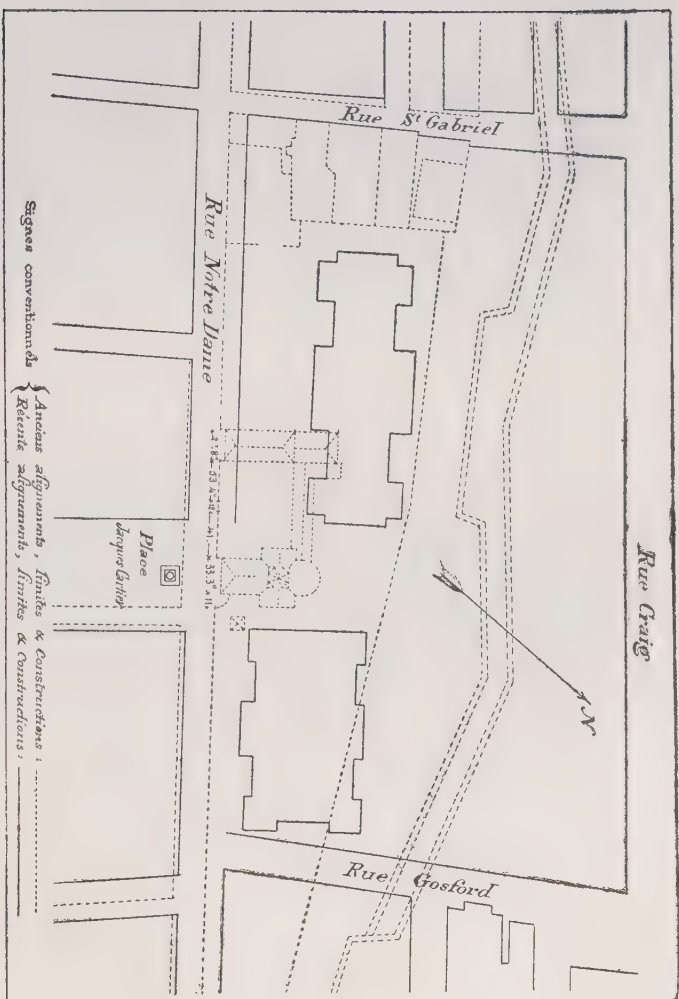 Rue Craig
Rue St Gabriel
Rue Notre Dame
Rue Gosford
N
Place
Jacques Cartier
Signes conventionnels
Anciens alignements, limites & Constructions :
Récents alignements, limites & Constructions :